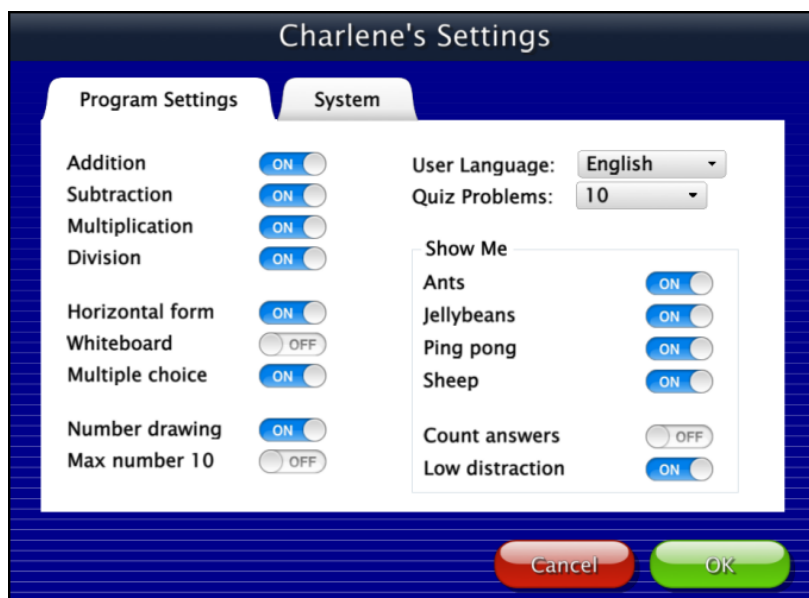 Charlene's Settings
Program Settings
System
Addition ON
Subtraction ON
Multiplication ON
Division ON
Horizontal form ON
Whiteboard OFF
Multiple choice ON
Number drawing ON
Max number 10 OFF
User Language: English
Quiz Problems: 10
Show Me
Ants ON
Jellybeans ON
Ping pong ON
Sheep ON
Count answers OFF
Low distraction ON
Cancel
OK